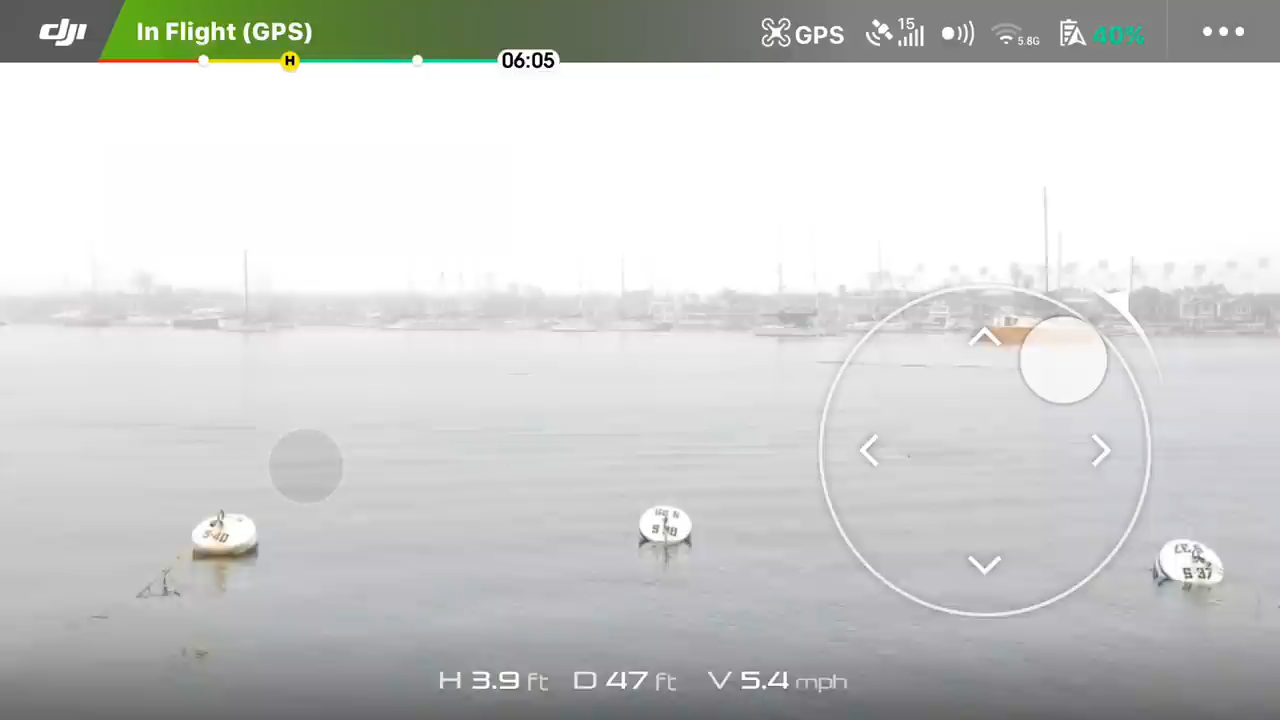 dji
In Flight (GPS)
GPS
15
5.8G
40%
H
06:05
S-40
S-37
H 3.9 ft D 47 ft V 5.4 mph